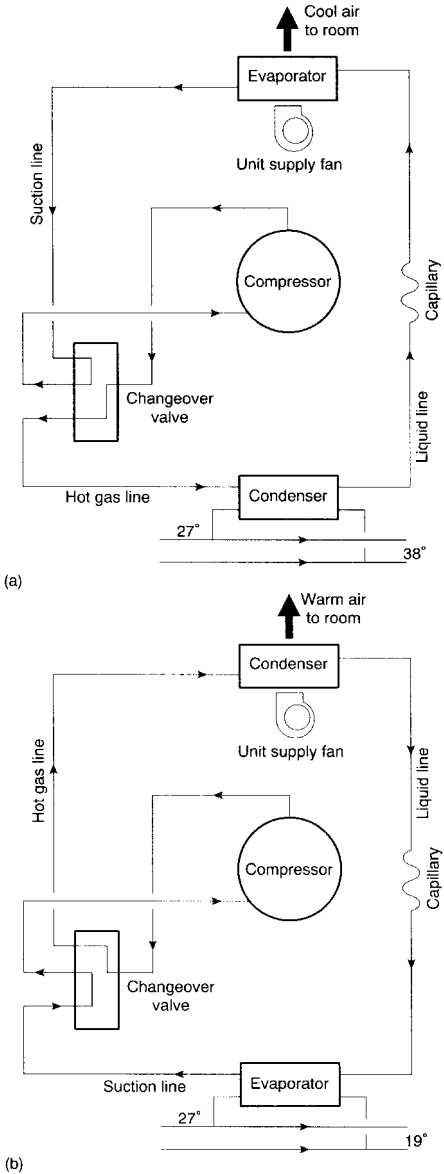 Cool air
to room
Evaporator
Unit supply fan
Suction line
Compressor
Capillary
Changeover
valve
Liquid line
Hot gas line
Condenser
27°
38°
(a)
Warm air
to room
Condenser
Unit supply fan
Hot gas line
Liquid line
Compressor
Capillary
Changeover
valve
Suction line
Evaporator
27°
19°
(b)